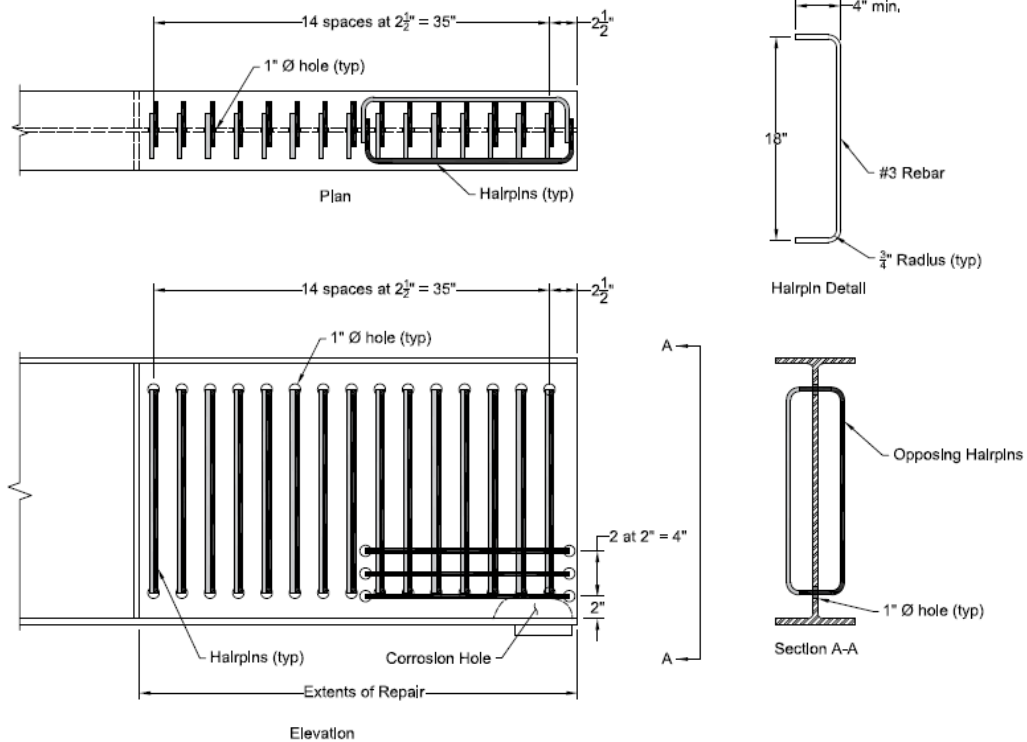 14 spaces at 2½" = 35"
2½"
1" Ø hole (typ)
Plan
Hairpins (typ)
4" min.
18"
#3 Rebar
¾" Radius (typ)
Hairpin Detail
14 spaces at 2½" = 35"
2½"
1" Ø hole (typ)
A
Opposing Hairpins
2 at 2" = 4"
2"
1" Ø hole (typ)
Hairpins (typ)
Corrosion Hole
A
Section A-A
Extents of Repair
Elevation